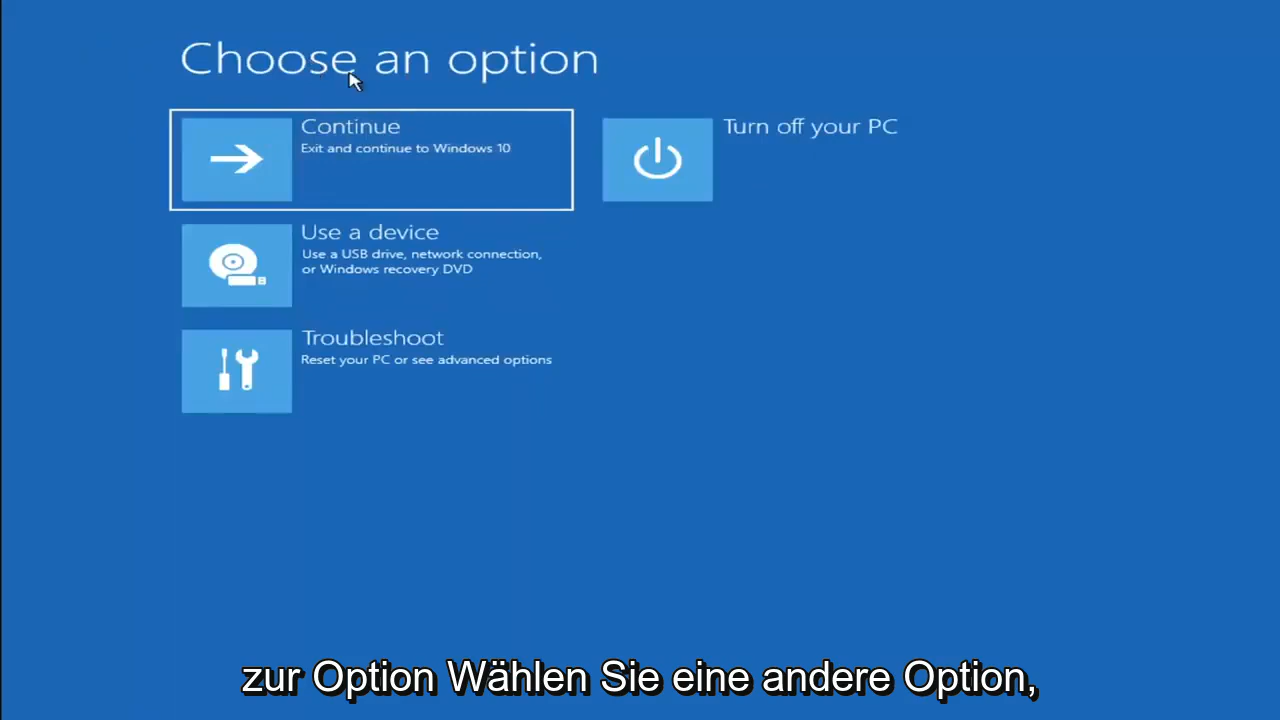 Choose an option
Continue
Exit and continue to Windows 10
Turn off your PC
Use a device
Use a USB drive, network connection,
or Windows recovery DVD
Troubleshoot
Reset your PC or see advanced options
zur Option Wählen Sie eine andere Option,